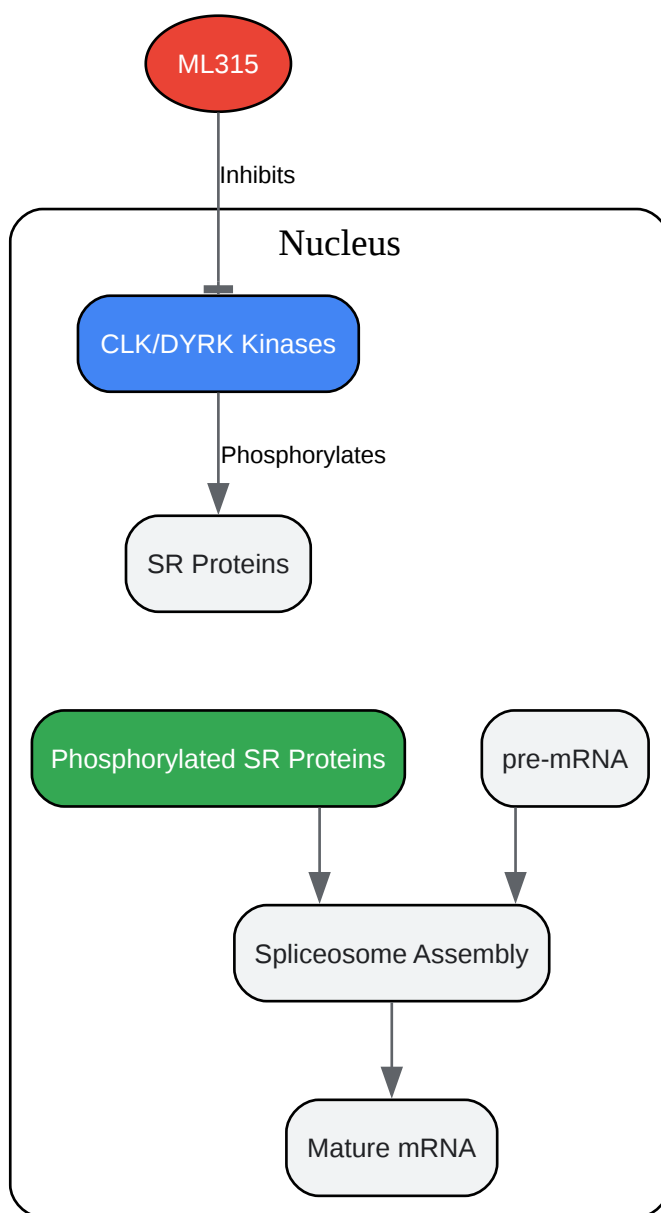 ML315
Inhibits
Nucleus
CLK/DYRK Kinases
Phosphorylates
SR Proteins
Phosphorylated SR Proteins
pre-mRNA
Spliceosome Assembly
Mature mRNA